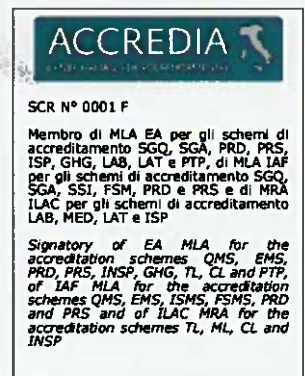 ACCREDIA
SCR N° 0001 F
Membro di MLA EA per gli schemi di
accreditamento SGQ, SGA, PRD, PRS,
ISP, GHG, LAB, LAT e PTP, di MLA IAF
per gli schemi di accreditamento SGQ,
SGA, SSI, FSM, PRD e PRS e di MRA
ILAC per gli schemi di accreditamento
LAB, MED, LAT e ISP
Signatory of EA MLA for the
accreditation schemes QMS, EMS,
PRD, PRS, INSP, GHG, TL, CL and PTP,
of IAF MLA for the accreditation
schemes QMS, EMS, ISMS, FSMS, PRD
and PRS and of ILAC MRA for the
accreditation schemes TL, ML, CL and
INSP